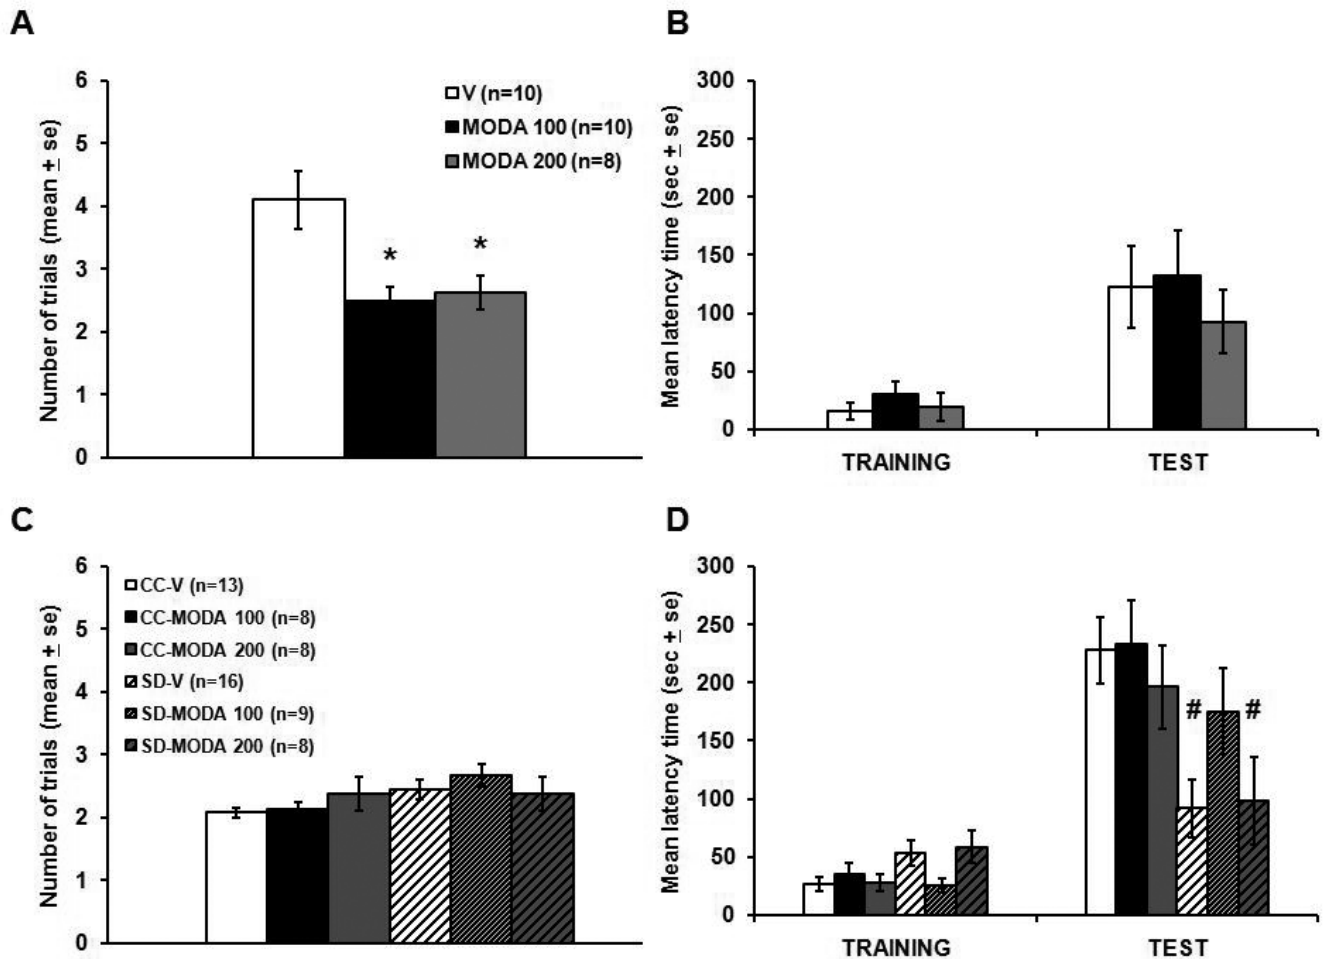 A
Number of trials (mean ± se)
6
5
4
3
2
1
0
V (n=10)
MODA 100 (n=10)
MODA 200 (n=8)
*
*
B
Mean latency time (sec ± se)
300
250
200
150
100
50
0
TRAINING
TEST
C
Number of trials (mean ± se)
6
5
4
3
2
1
0
CC-V (n=13)
CC-MODA 100 (n=8)
CC-MODA 200 (n=8)
SD-V (n=16)
SD-MODA 100 (n=9)
SD-MODA 200 (n=8)
D
Mean latency time (sec ± se)
300
250
200
150
100
50
0
#
#
TRAINING
TEST